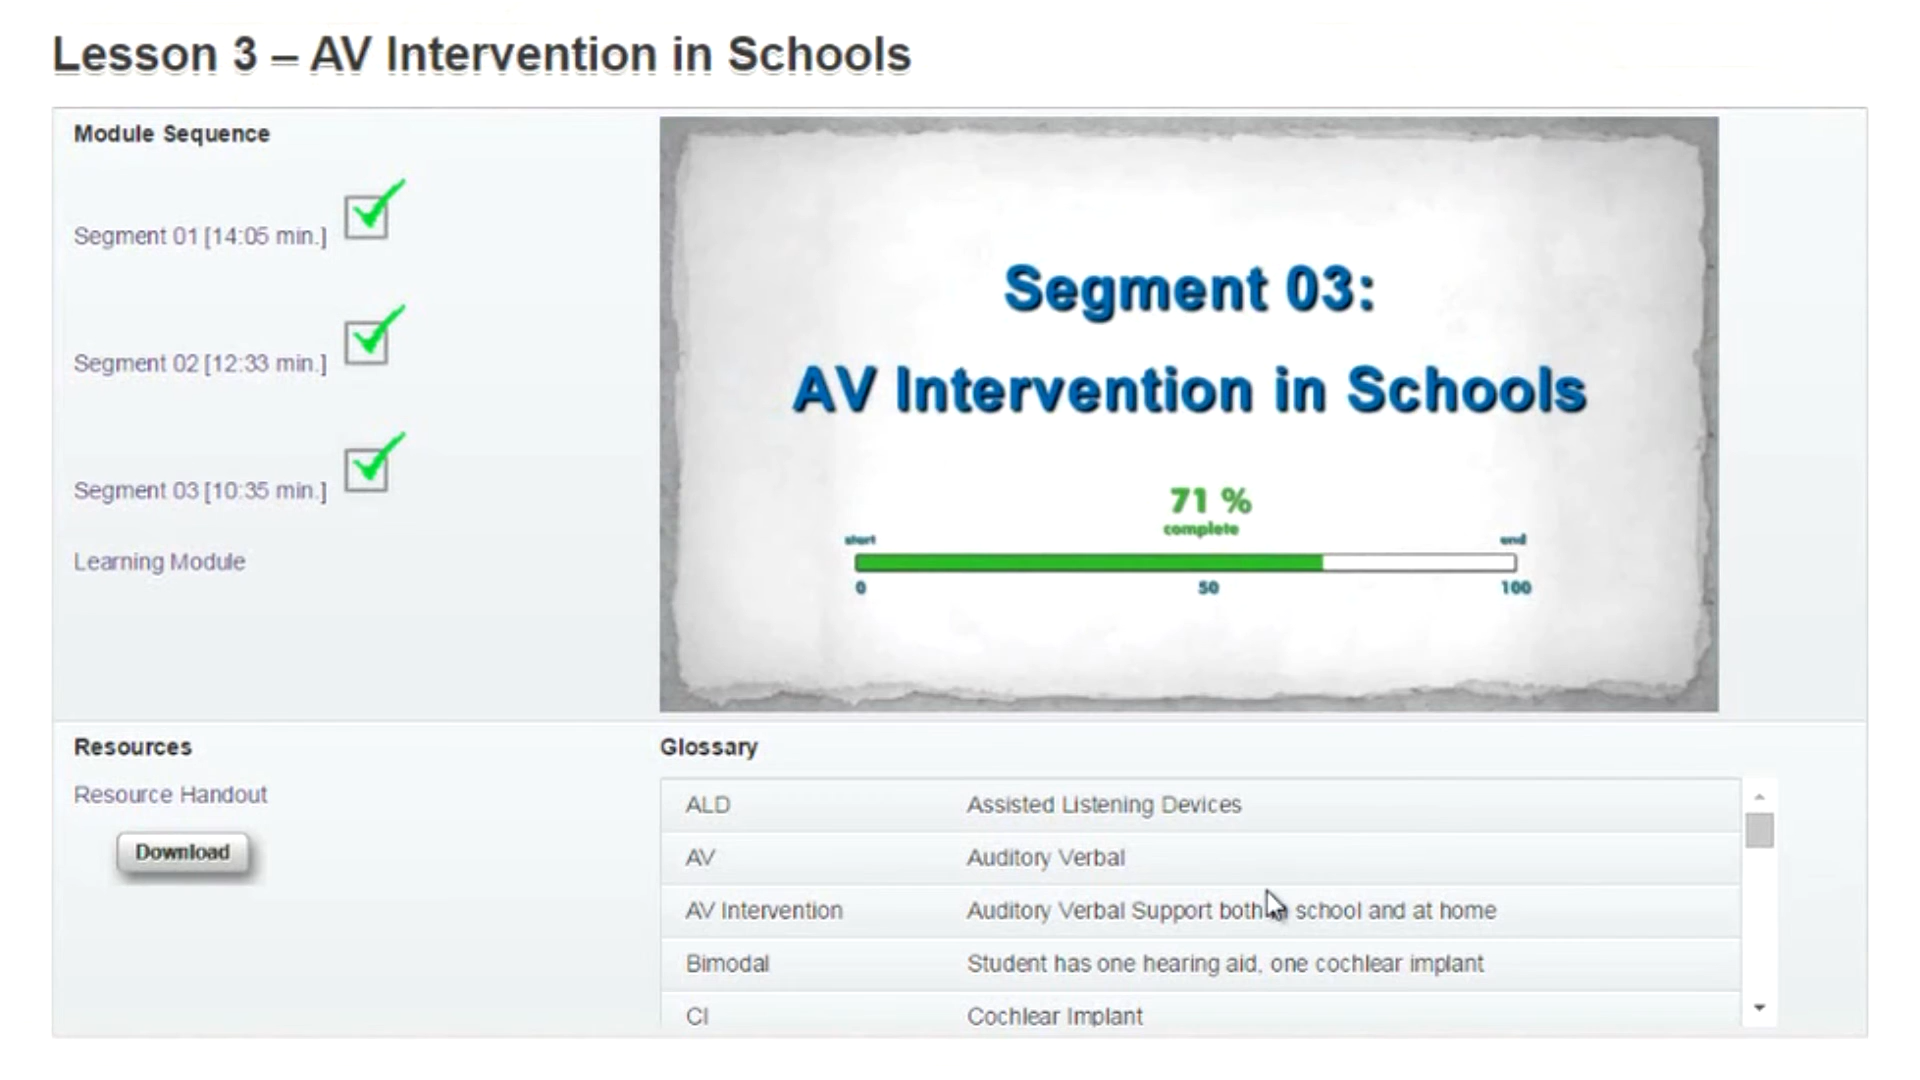 Lesson 3 – AV Intervention in Schools
Module Sequence
Segment 01 [14:05 min.]
Segment 02 [12:33 min.]
Segment 03 [10:35 min.]
Learning Module
Segment 03:
AV Intervention in Schools
71 %
complete
start
end
0
50
100
Resources
Resource Handout
Download
Glossary
ALD Assisted Listening Devices
AV Auditory Verbal
AV Intervention Auditory Verbal Support both school and at home
Bimodal Student has one hearing aid, one cochlear implant
CI Cochlear Implant